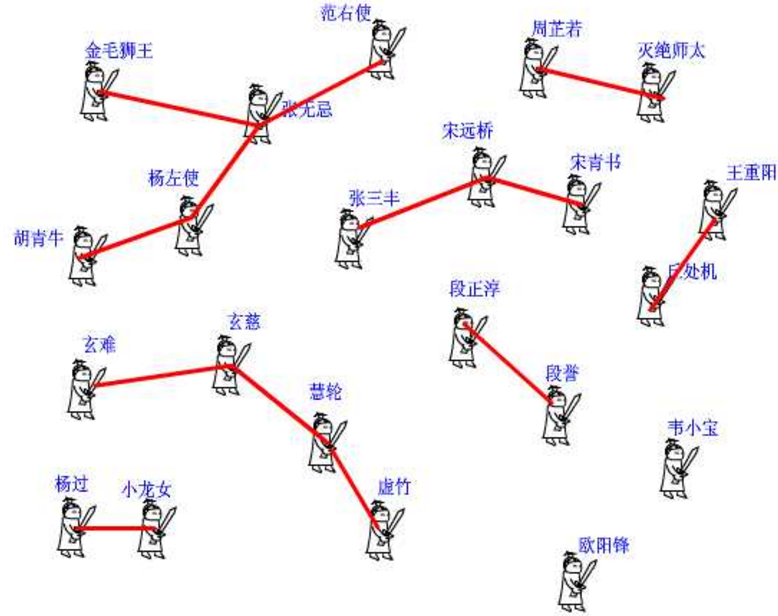 范右使
周芷若
金毛狮王
灭绝师太
张无忌
宋远桥
宋青书
杨左使
王重阳
张三丰
胡青牛
丘处机
段正淳
玄慈
玄难
段誉
慧轮
韦小宝
杨过
小龙女
虚竹
欧阳锋